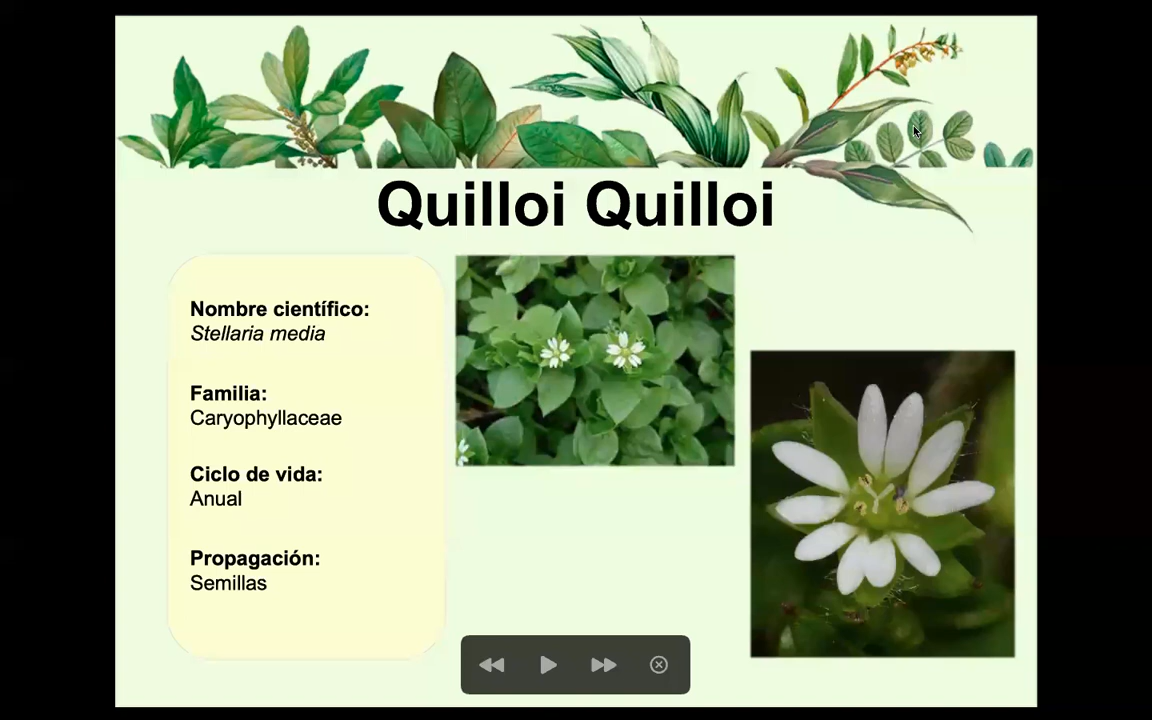 Quilloi Quilloi
Nombre científico:
Stellaria media
Familia:
Caryophyllaceae
Ciclo de vida:
Anual
Propagación:
Semillas